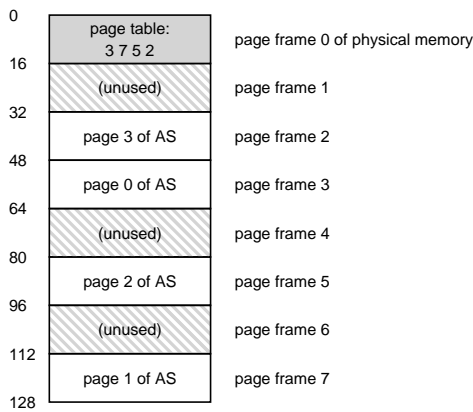 0
page table:
3 7 5 2
page frame 0 of physical memory
16
(unused)
page frame 1
32
page 3 of AS
page frame 2
48
page 0 of AS
page frame 3
64
(unused)
page frame 4
80
page 2 of AS
page frame 5
96
(unused)
page frame 6
112
page 1 of AS
page frame 7
128